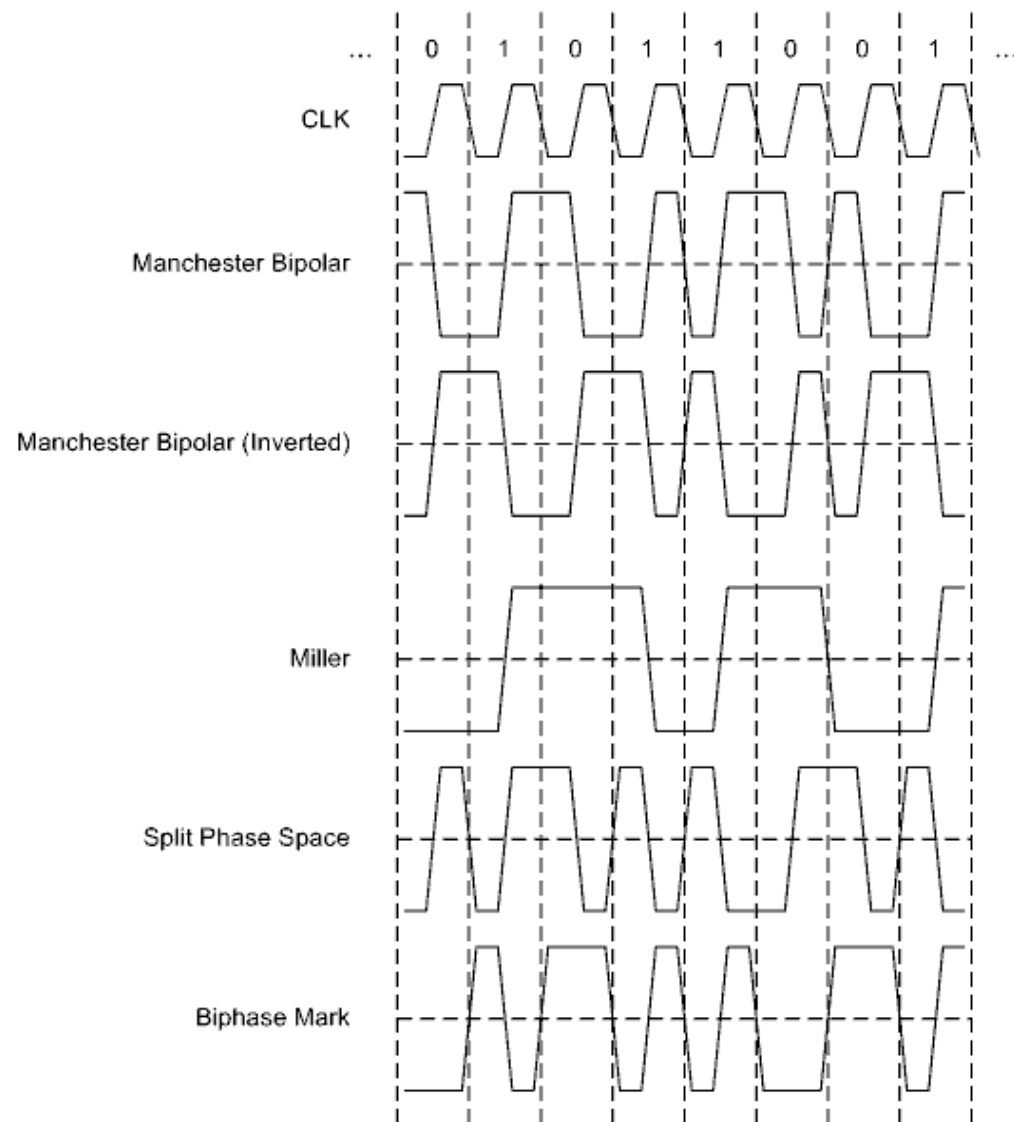 ... 0 1 0 1 1 0 0 1 ...
CLK
Manchester Bipolar
Manchester Bipolar (Inverted)
Miller
Split Phase Space
Biphase Mark